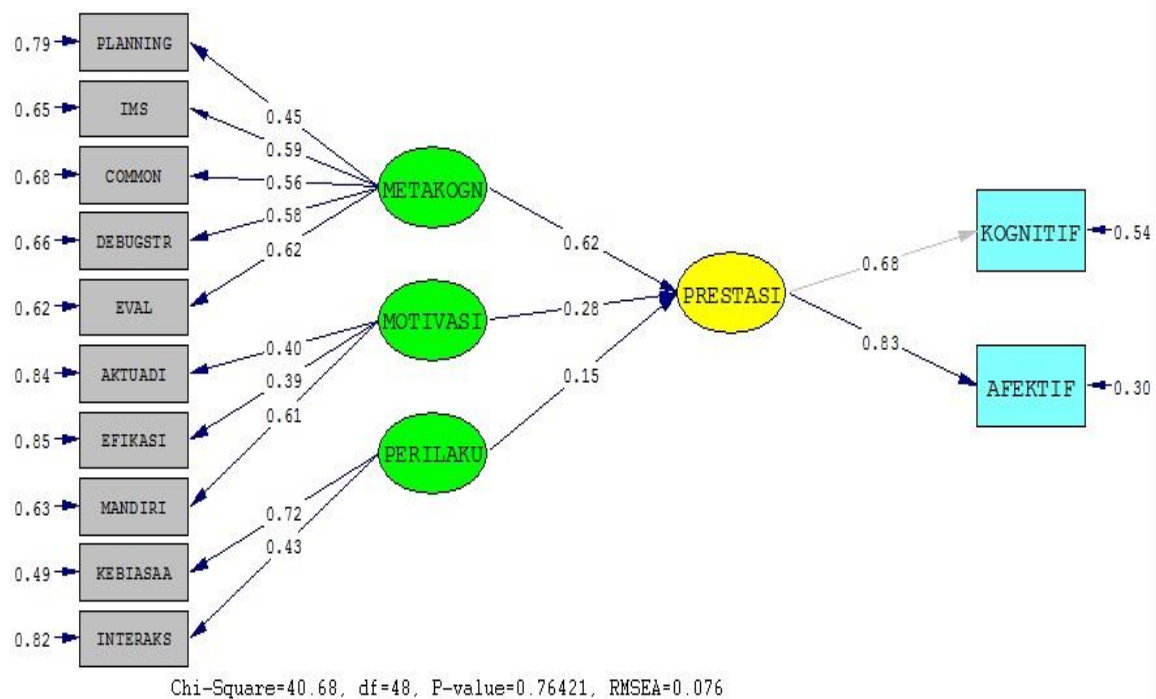 0.79 PLANNING
0.65 IMS
0.68 COMMON
0.66 DEBUGSTR
0.62 EVAL
0.84 AKTUADI
0.85 EFIKASI
0.63 MANDIRI
0.49 KEBIASAA
0.82 INTERAKS
0.45
0.59
0.56
0.58
0.62
0.40
0.39
0.61
0.72
0.43
METAKOGN
MOTIVASI
PERILAKU
0.62
0.28
0.15
PRESTASI
0.68
0.83
KOGNITIF 0.54
AFEKTIF 0.30
Chi-Square=40.68, df=48, P-value=0.76421, RMSEA=0.076